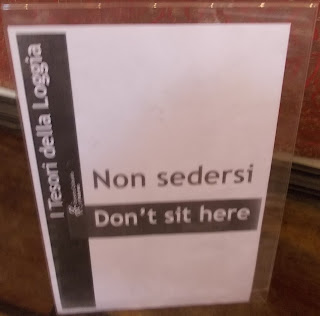 I Tesori della Loggia
Non sedersi
Don't sit here